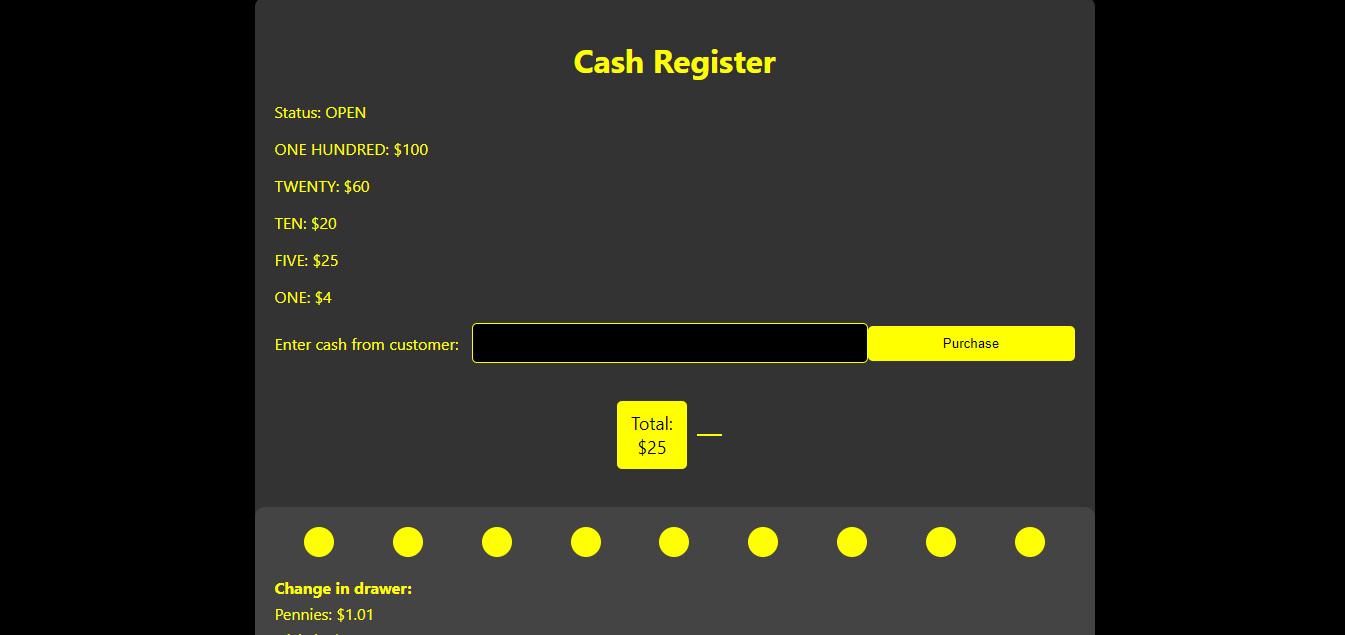 Cash Register
Status: OPEN
ONE HUNDRED: $100
TWENTY: $60
TEN: $20
FIVE: $25
ONE: $4
Enter cash from customer:
Purchase
Total:
$25
Change in drawer:
Pennies: $1.01